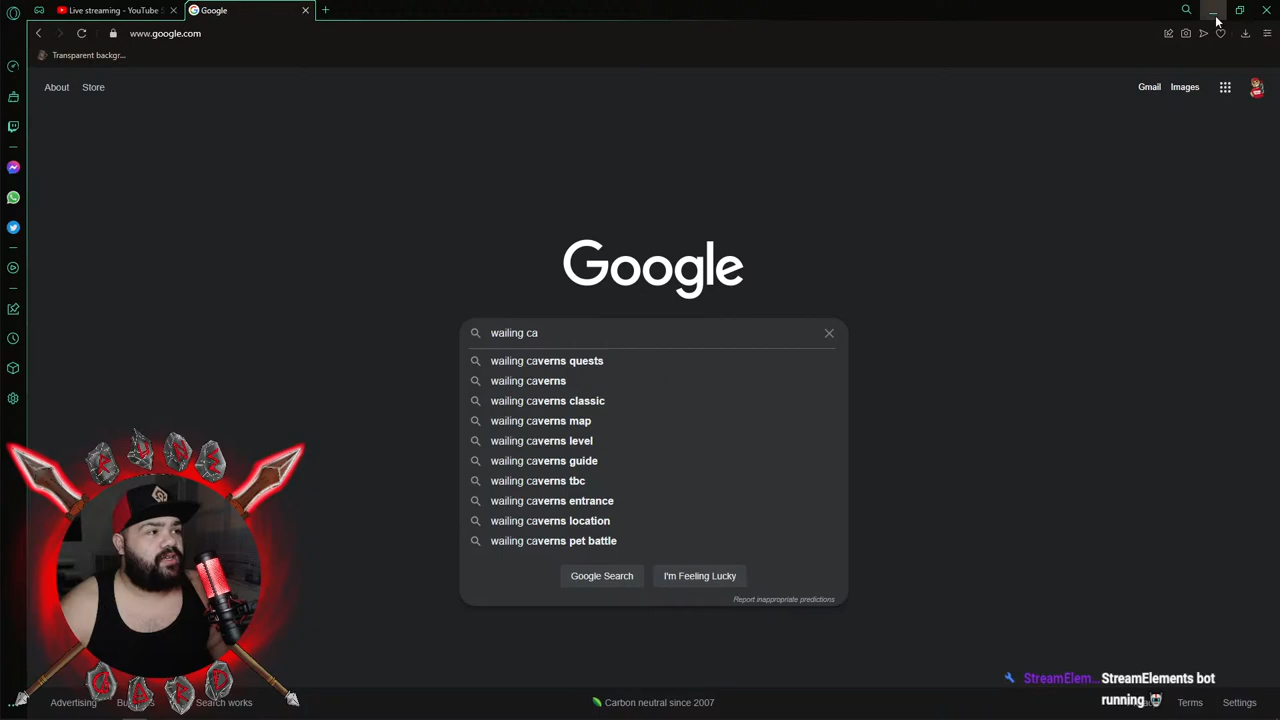 Live streaming - YouTube S
Google
www.google.com
Transparent backgr...
About
Store
Gmail
Images
Google
wailing ca
wailing caverns quests
wailing caverns
wailing caverns classic
wailing caverns map
wailing caverns level
wailing caverns guide
wailing caverns tbc
wailing caverns entrance
wailing caverns location
wailing caverns pet battle
Google Search
I'm Feeling Lucky
Report inappropriate predictions
StreamElem... StreamElements bot
running
Advertising
Search works
Carbon neutral since 2007
Terms
Settings